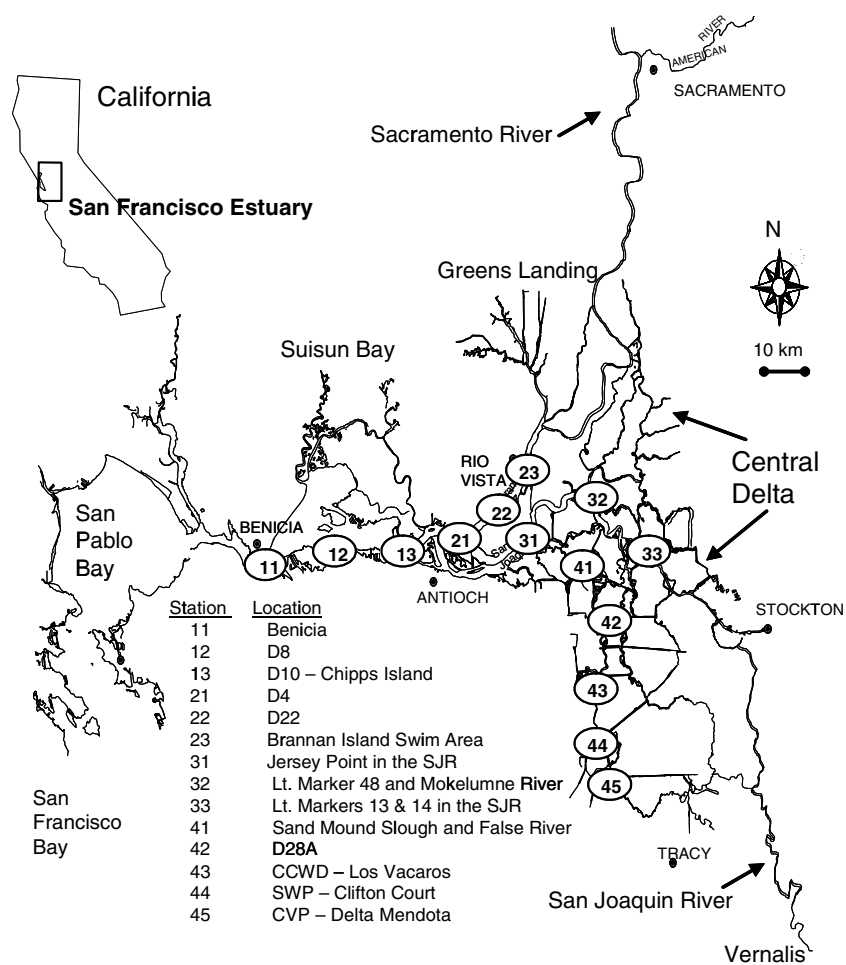 RIVER
AMERICAN
SACRAMENTO
California
Sacramento River
San Francisco Estuary
N
Greens Landing
10 km
Suisun Bay
Central
Delta
RIO
VISTA
23
22
32
San
Pablo
Bay
BENICIA
21
31
San
Joaq
11
12
13
41
33
ANTIOCH
STOCKTON
42
43
44
45
Station Location
11 Benicia
12 D8
13 D10 – Chipps Island
21 D4
22 D22
23 Brannan Island Swim Area
31 Jersey Point in the SJR
32 Lt. Marker 48 and Mokelumne River
33 Lt. Markers 13 & 14 in the SJR
41 Sand Mound Slough and False River
42 D28A
43 CCWD – Los Vacaros
44 SWP – Clifton Court
45 CVP – Delta Mendota
San
Francisco
Bay
TRACY
San Joaquin River
Vernalis